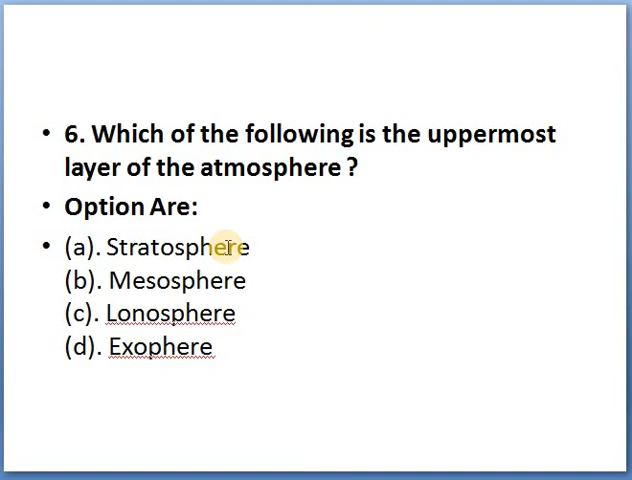 • 6. Which of the following is the uppermost
layer of the atmosphere ?
• Option Are:
• (a). Stratosphere
(b). Mesosphere
(c). Lonosphere
(d). Exophere